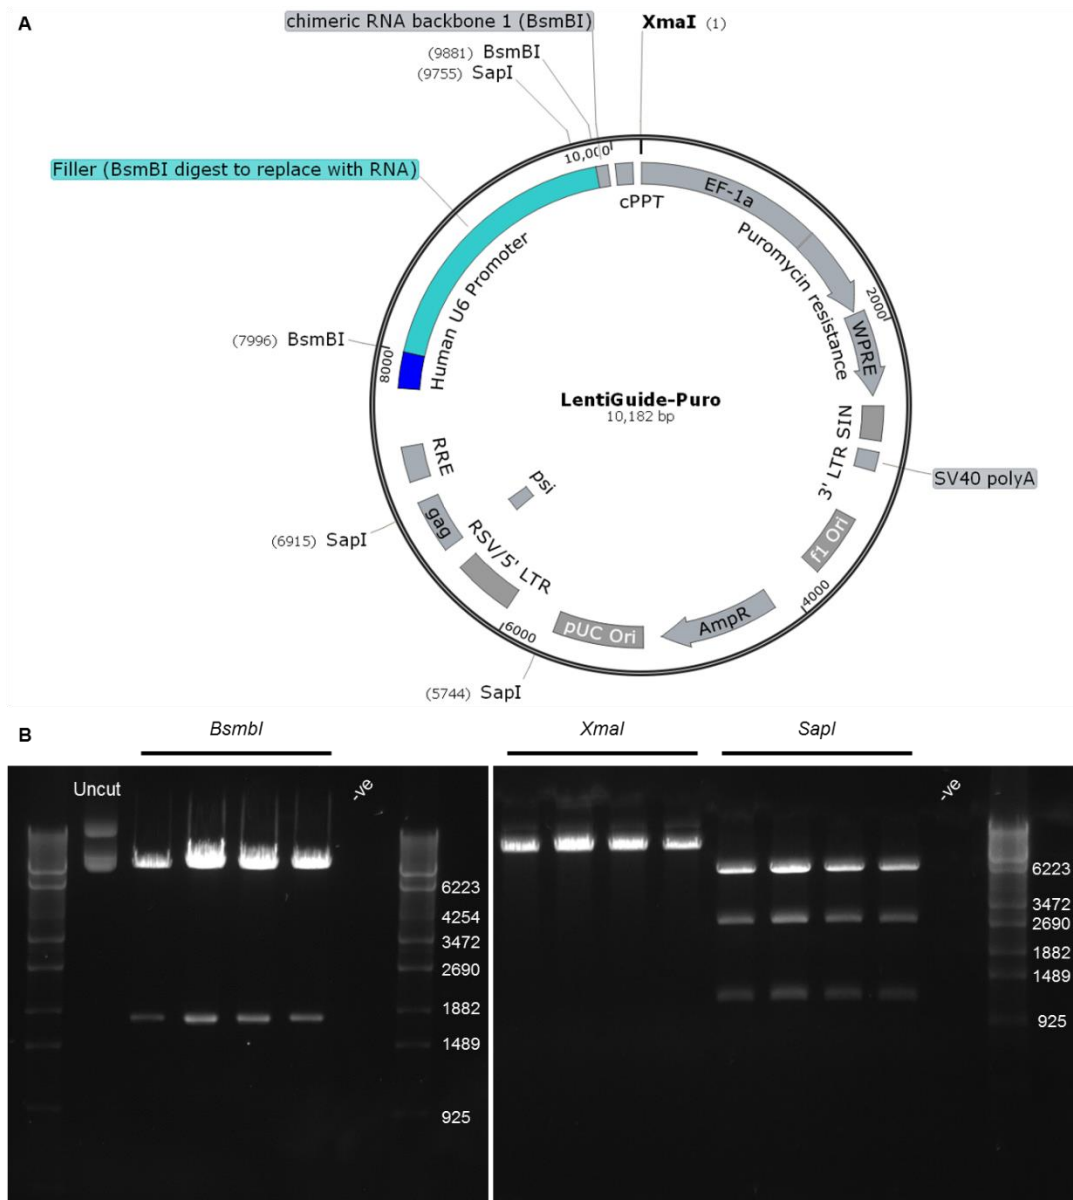 A
chimeric RNA backbone 1 (BsmBI)
XmaI (1)
(9881) BsmBI
(9755) SapI
Filler (BsmBI digest to replace with RNA)
10,000
cPPT
EF-1a
Puromycin resistance
2000
WPRE
Human U6 Promoter
(7996) BsmBI
8000
LentiGuide-Puro
10,182 bp
3' LTR SIN
SV40 polyA
RRE
psi
gag
(6915) SapI
RSV/5' LTR
f1 Ori
4000
AmpR
pUC Ori
6000
(5744) SapI
B
BsmbI
XmaI
SapI
Uncut
-ve
-ve
6223
4254
3472
2690
1882
1489
925
6223
3472
2690
1882
1489
925